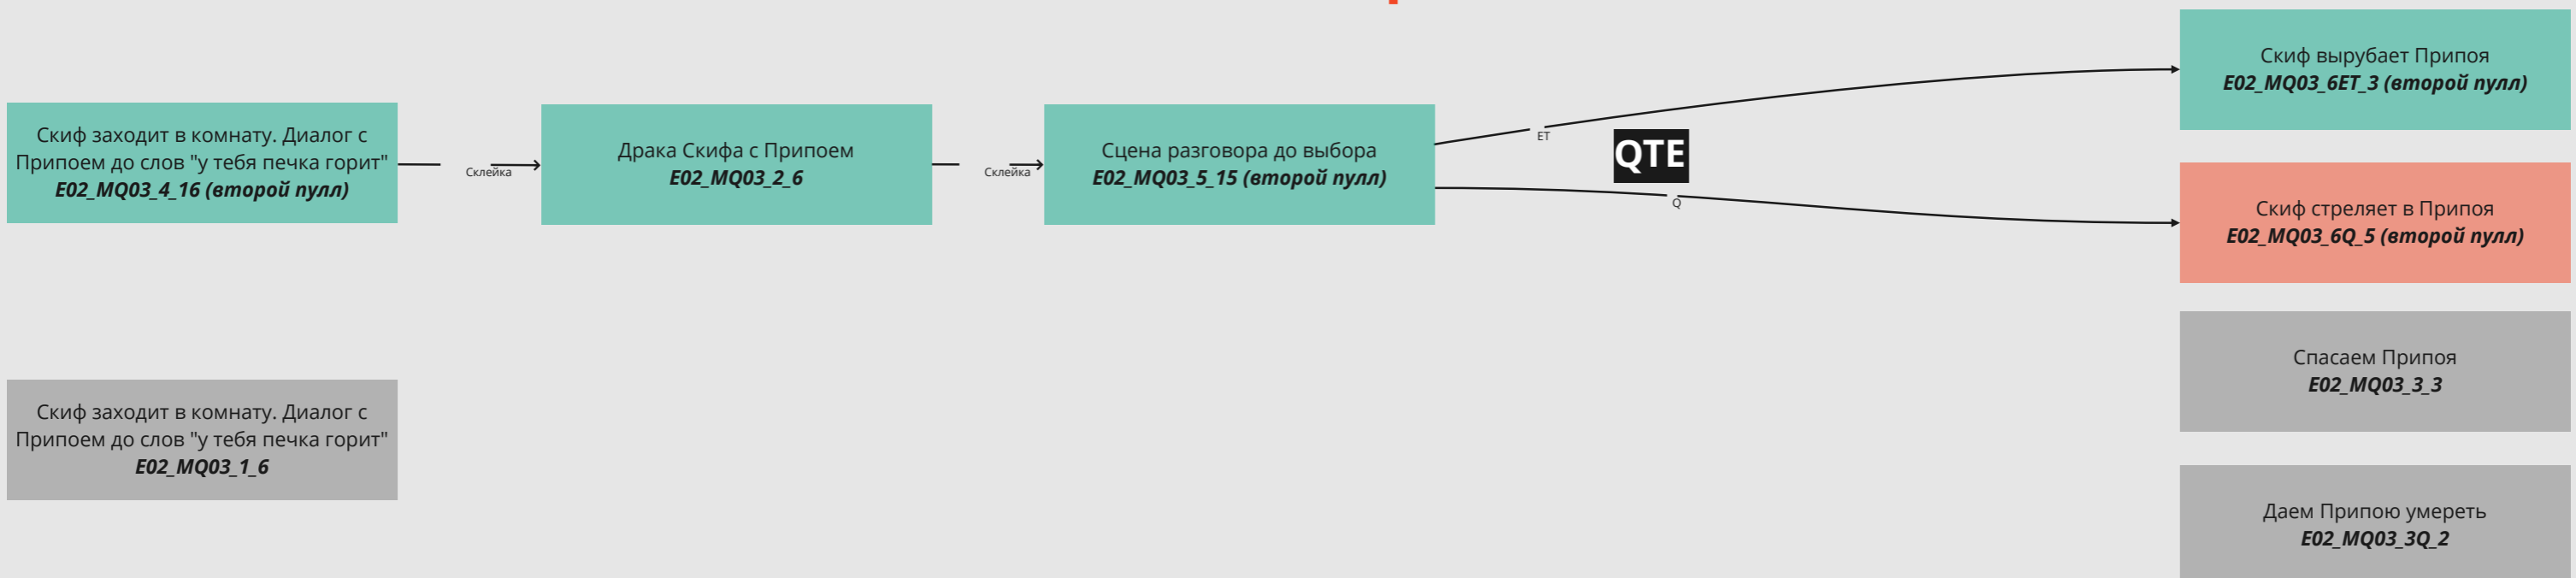 Скиф заходит в комнату. Диалог с
Припоем до слов "у тебя печка горит"
E02_MQ03_4_16 (второй пулл)
Склейка
Драка Скифа с Припоем
E02_MQ03_2_6
Склейка
Сцена разговора до выбора
E02_MQ03_5_15 (второй пулл)
ET
QTE
Q
Скиф вырубает Припоя
E02_MQ03_6ET_3 (второй пулл)
Скиф стреляет в Припоя
E02_MQ03_6Q_5 (второй пулл)
Спасаем Припоя
E02_MQ03_3_3
Скиф заходит в комнату. Диалог с
Припоем до слов "у тебя печка горит"
E02_MQ03_1_6
Даем Припою умереть
E02_MQ03_3Q_2